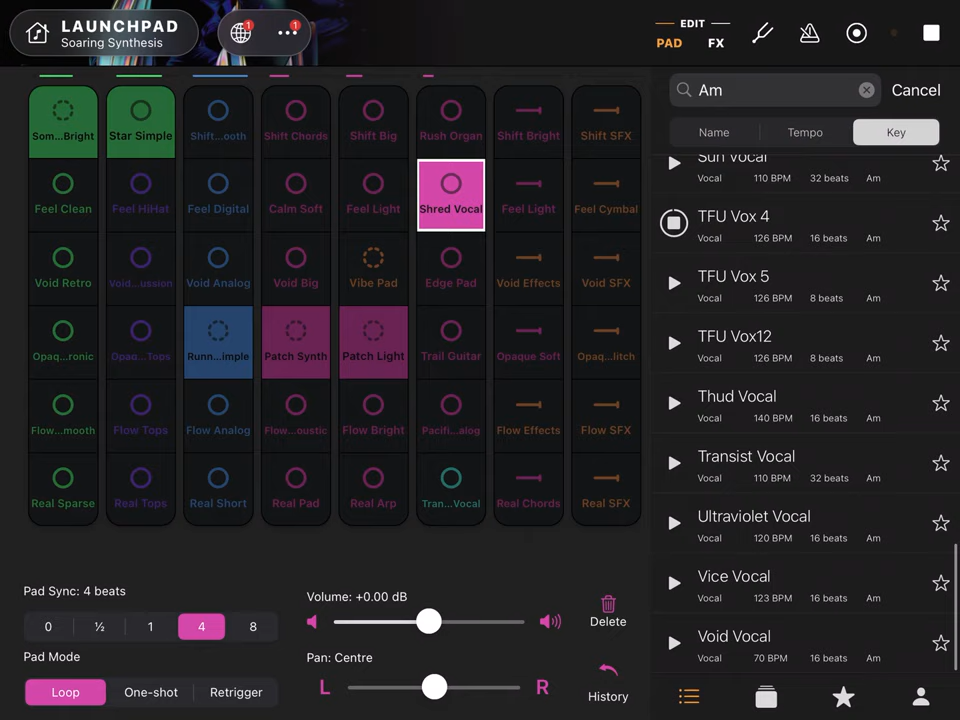 LAUNCHPAD
Soaring Synthesis
1
1
EDIT
PAD FX
Am
Cancel
Name Tempo Key
Som...Bright Star Simple Shift...ooth Shift Chords Shift Big Rush Organ Shift Bright Shift SFX
Feel Clean Feel HiHat Feel Digital Calm Soft Feel Light Shred Vocal Feel Light Feel Cymbal
Void Retro Void...ussion Void Analog Void Big Vibe Pad Edge Pad Void Effects Void SFX
Opaq...ronic Opaq...Tops Runn...imple Patch Synth Patch Light Trail Guitar Opaque Soft Opaq...litch
Flow...mooth Flow Tops Flow Analog Flow...oustic Flow Bright Pacifi...alog Flow Effects Flow SFX
Real Sparse Real Tops Real Short Real Pad Real Arp Tran...Vocal Real Chords Real SFX
Sun Vocal
Vocal 110 BPM 32 beats Am
TFU Vox 4
Vocal 126 BPM 16 beats Am
TFU Vox 5
Vocal 126 BPM 8 beats Am
TFU Vox12
Vocal 126 BPM 8 beats Am
Thud Vocal
Vocal 140 BPM 16 beats Am
Transist Vocal
Vocal 110 BPM 32 beats Am
Ultraviolet Vocal
Vocal 120 BPM 16 beats Am
Vice Vocal
Vocal 123 BPM 16 beats Am
Void Vocal
Vocal 70 BPM 16 beats Am
Pad Sync: 4 beats
0 ½ 1 4 8
Pad Mode
Loop One-shot Retrigger
Volume: +0.00 dB
Pan: Centre
L R
Delete
History